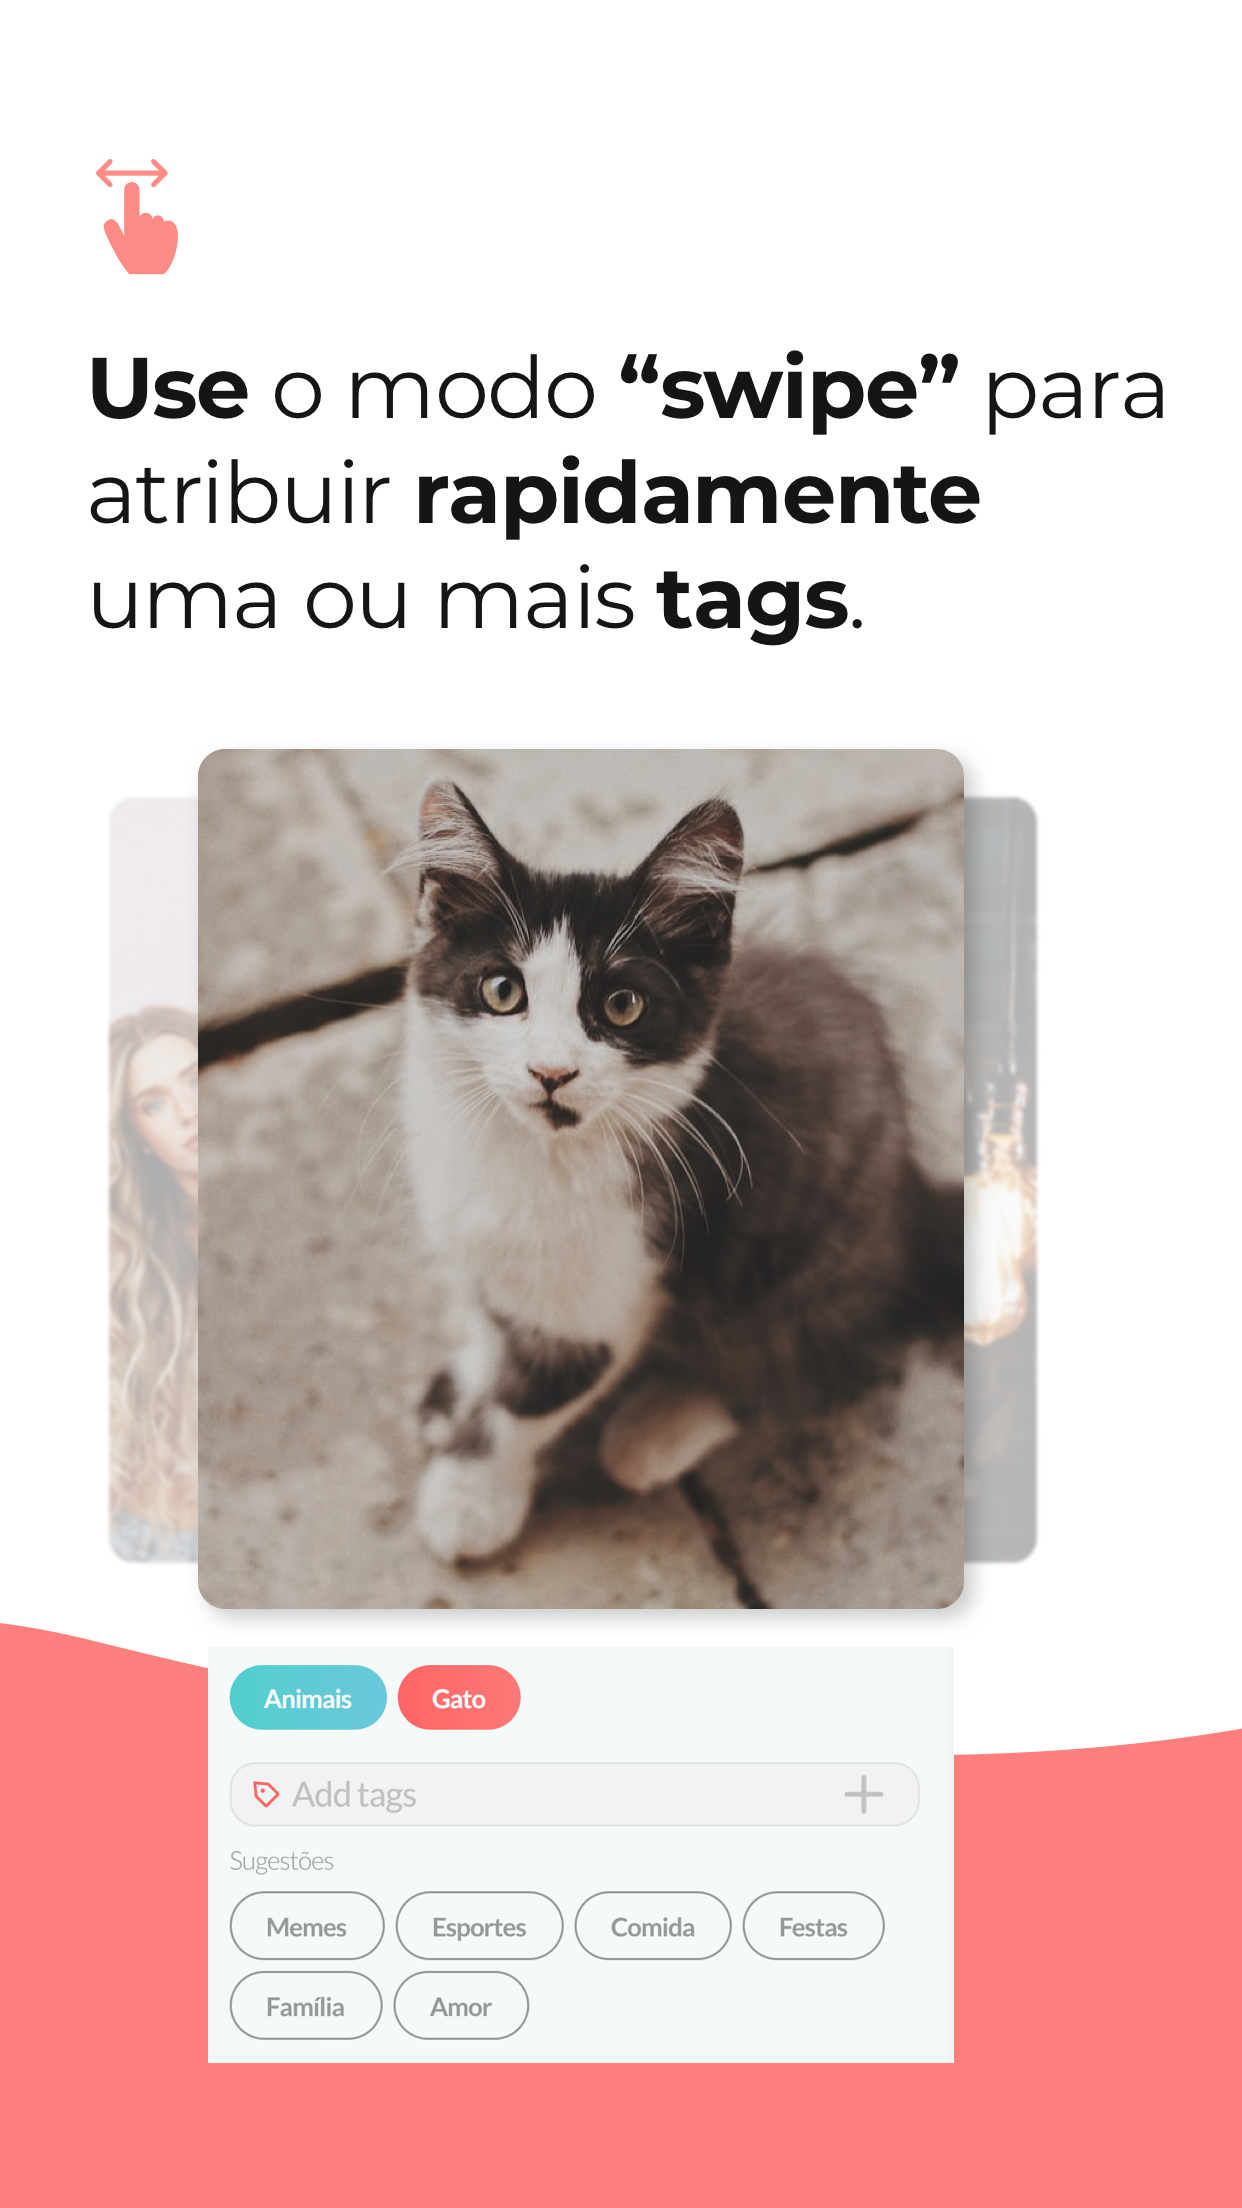 Use o modo “swipe” para
atribuir rapidamente
uma ou mais tags.
Animais Gato
Add tags
Sugestões
Memes Esportes Comida Festas
Família Amor